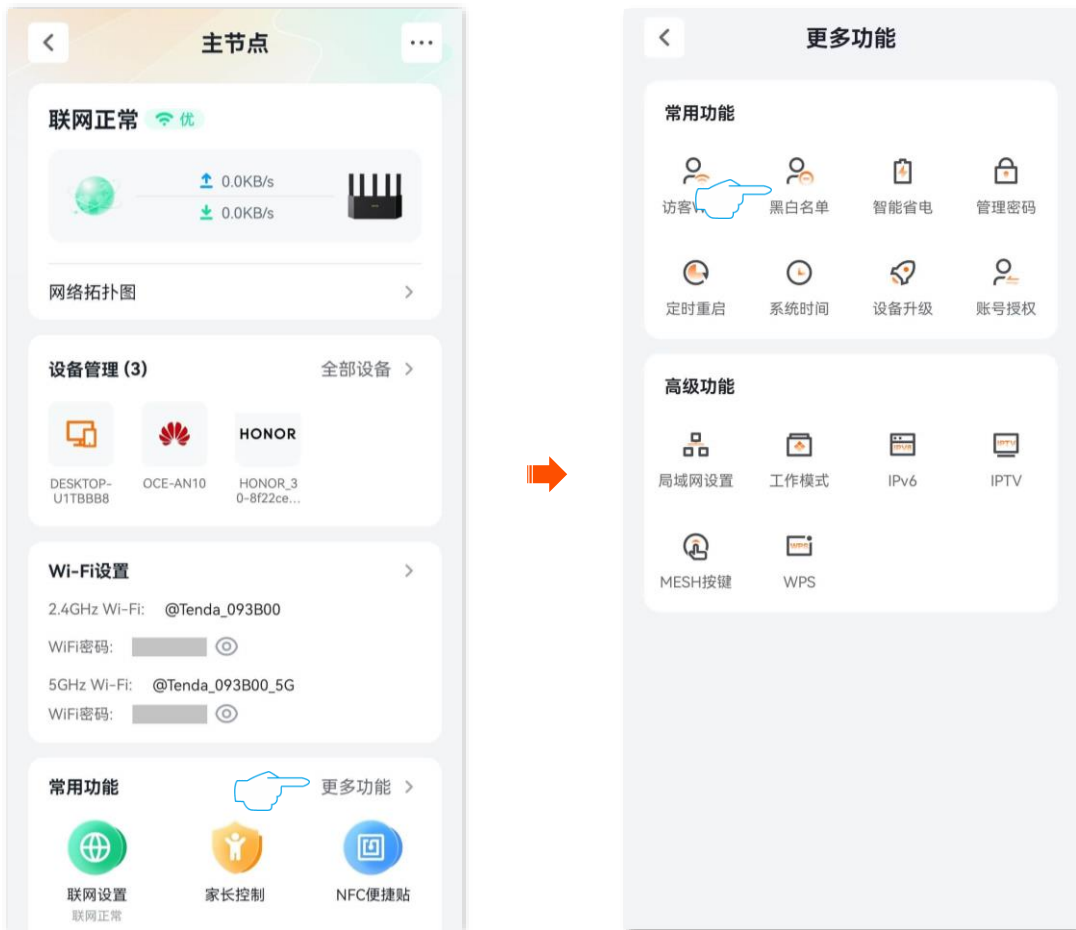 主节点
联网正常
优
0.0KB/s
0.0KB/s
网络拓扑图
设备管理 (3)
全部设备
HONOR
DESKTOP-
U1TBBB8
OCE-AN10
HONOR_3
0-8f22ce...
Wi-Fi设置
2.4GHz Wi-Fi: @Tenda_093B00
WiFi密码:
5GHz Wi-Fi: @Tenda_093B00_5G
WiFi密码:
常用功能
更多功能
联网设置
联网正常
家长控制
NFC便捷贴
更多功能
常用功能
访客
黑白名单
智能省电
管理密码
定时重启
系统时间
设备升级
账号授权
高级功能
IPV6
IPTV
局域网设置
工作模式
IPv6
IPTV
WPS
MESH按键
WPS